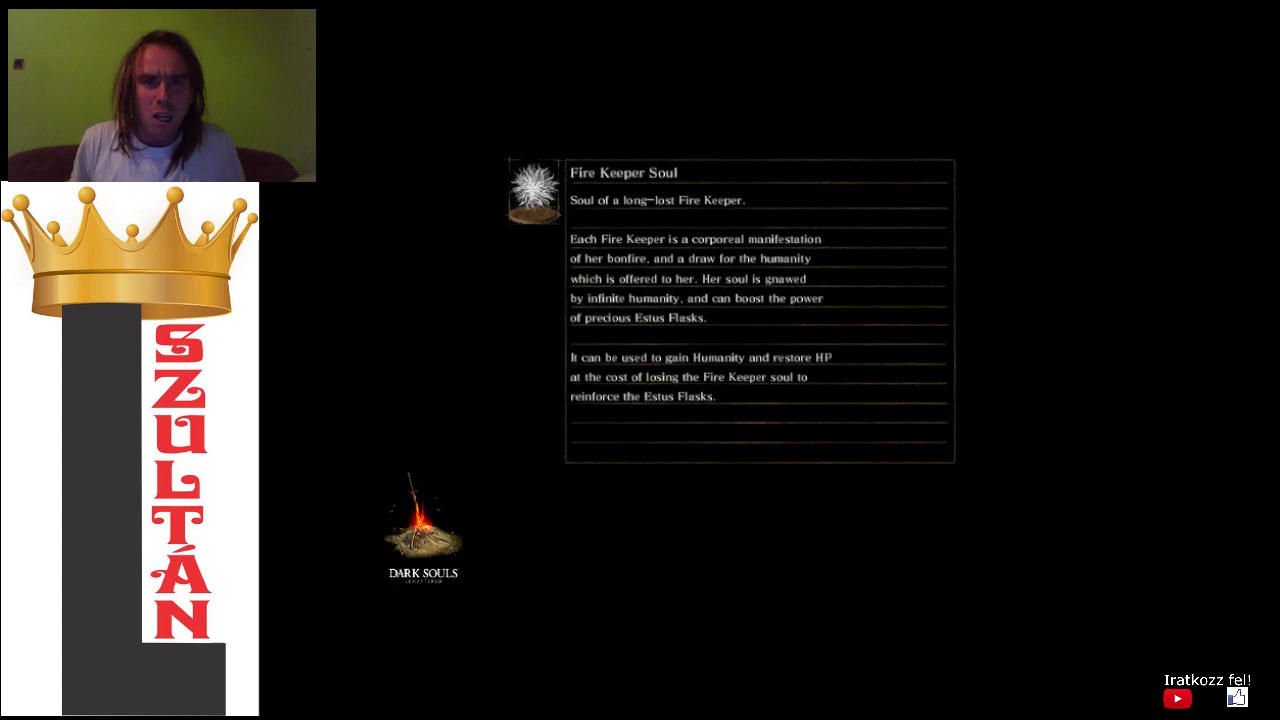 Fire Keeper Soul
Soul of a long-lost Fire Keeper.
Each Fire Keeper is a corporeal manifestation
of her bonfire, and a draw for the humanity
which is offered to her. Her soul is gnawed
by infinite humanity, and can boost the power
of precious Estus Flasks.
It can be used to gain Humanity and restore HP
at the cost of losing the Fire Keeper soul to
reinforce the Estus Flasks.
L
SZULTÁN
DARK SOULS
REMASTERED
Iratkozz fel!